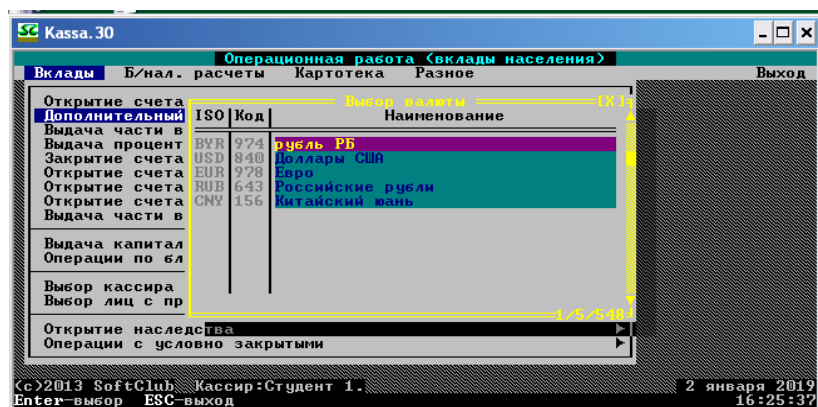 SC Kassa.30
Операционная работа (вклады населения)
Вклады Б/нал. расчеты Картотека Разное Выход
Открытие счета
Дополнительный
Выдача части в
Выдача процент
Закрытие счета
Открытие счета
Открытие счета
Открытие счета
Выдача части в
Выдача капитал
Операции по бл
Выбор кассира
Выбор лиц с пр
Открытие наследства
Операции с условно закрытыми
Выбор валюты [X]
ISO Код Наименование
BYR 974 рубль РБ
USD 840 Доллары США
EUR 978 Евро
RUB 643 Российские рубли
CNY 156 Китайский юань
1/5/548
(c)2013 SoftClub Кассир:Студент 1. 2 января 2019
Enter-выбор ESC-выход 16:25:37